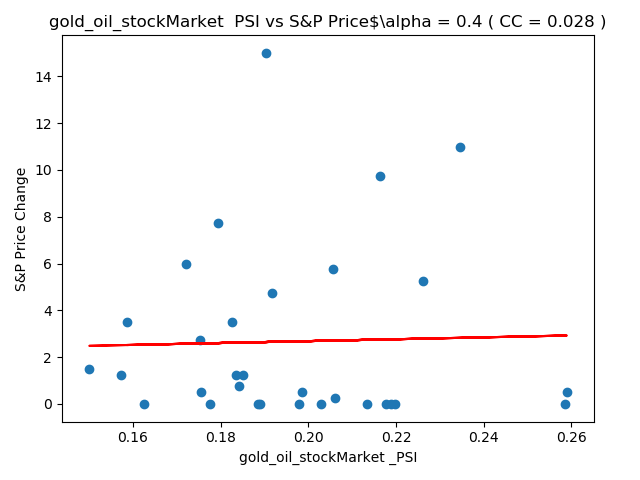 gold_oil_stockMarket  PSI vs S&P Price$\alpha = 0.4 ( CC = 0.028 )
S&P Price Change
14
12
10
8
6
4
2
0
0.16 0.18 0.20 0.22 0.24 0.26
gold_oil_stockMarket _PSI